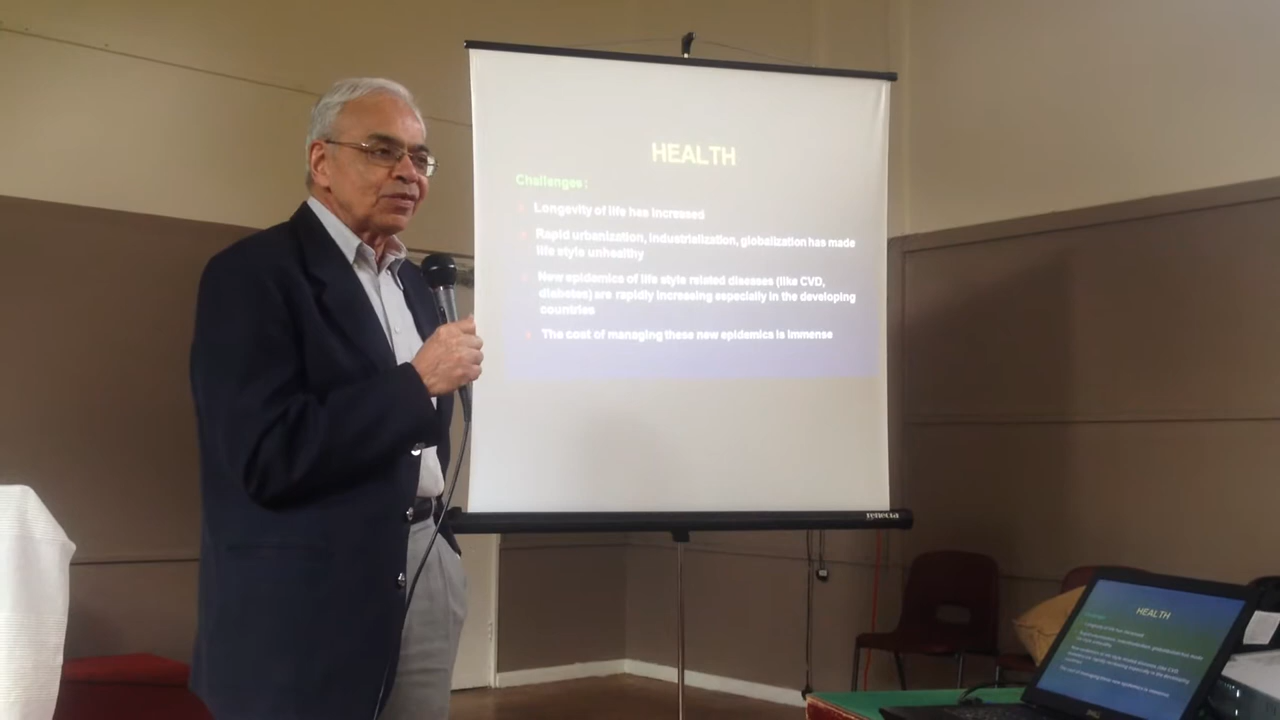 HEALTH
Challenges:
Longevity of life has increased
Rapid urbanization, industrialization, globalization has made
life style unhealthy
New epidemics of life style related diseases (like CVD,
diabetes) are rapidly increasing especially in the developing
countries
The cost of managing these new epidemics is immense
HEALTH